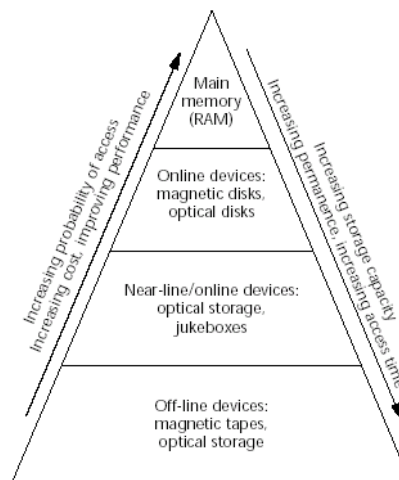 Main
memory
(RAM)
Online devices:
magnetic disks,
optical disks
Near-line/online devices:
optical storage,
jukeboxes
Off-line devices:
magnetic tapes,
optical storage
Increasing probability of access
Increasing cost, improving performance
Increasing storage capacity
Increasing permanence, increasing access time